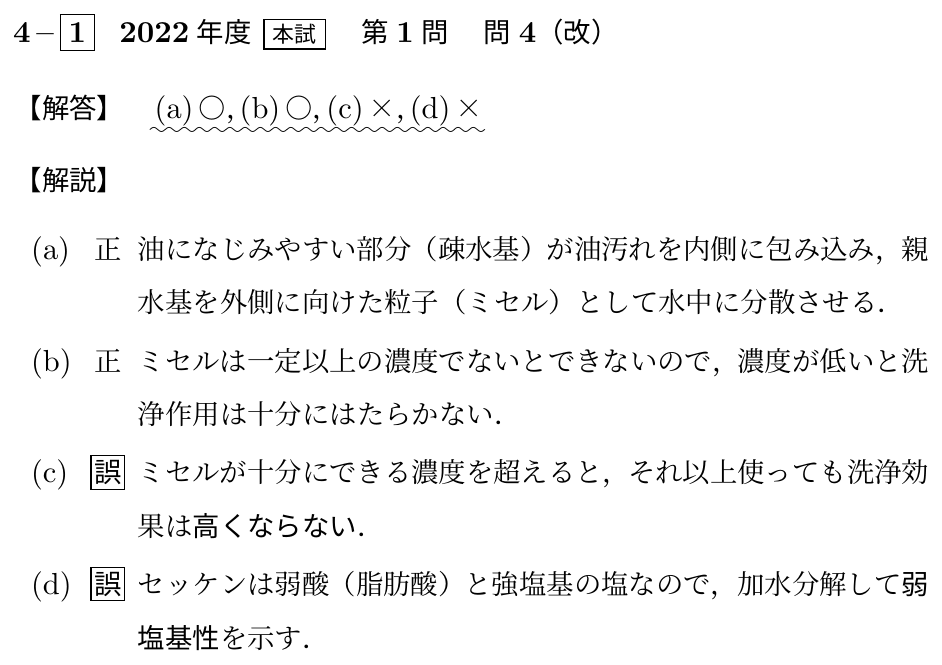 4-1 2022年度 本試 第1問 問4（改）
【解答】 (a)○,(b)○,(c)×,(d)×
【解説】
(a) 正 油になじみやすい部分（疎水基）が油汚れを内側に包み込み，親
水基を外側に向けた粒子（ミセル）として水中に分散させる．
(b) 正 ミセルは一定以上の濃度でないとできないので，濃度が低いと洗
浄作用は十分にはたらかない．
(c) 誤 ミセルが十分にできる濃度を超えると，それ以上使っても洗浄効
果は高くならない．
(d) 誤 セッケンは弱酸（脂肪酸）と強塩基の塩なので，加水分解して弱
塩基性を示す．